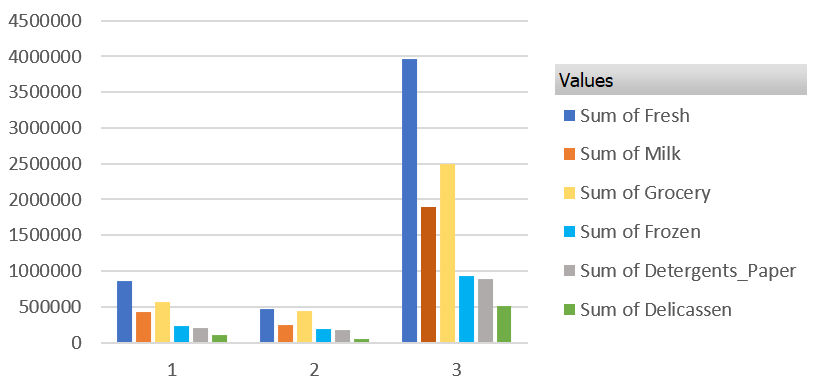 4500000
4000000
3500000
3000000
2500000
2000000
1500000
1000000
500000
0
1 2 3
Values
Sum of Fresh
Sum of Milk
Sum of Grocery
Sum of Frozen
Sum of Detergents_Paper
Sum of Delicassen